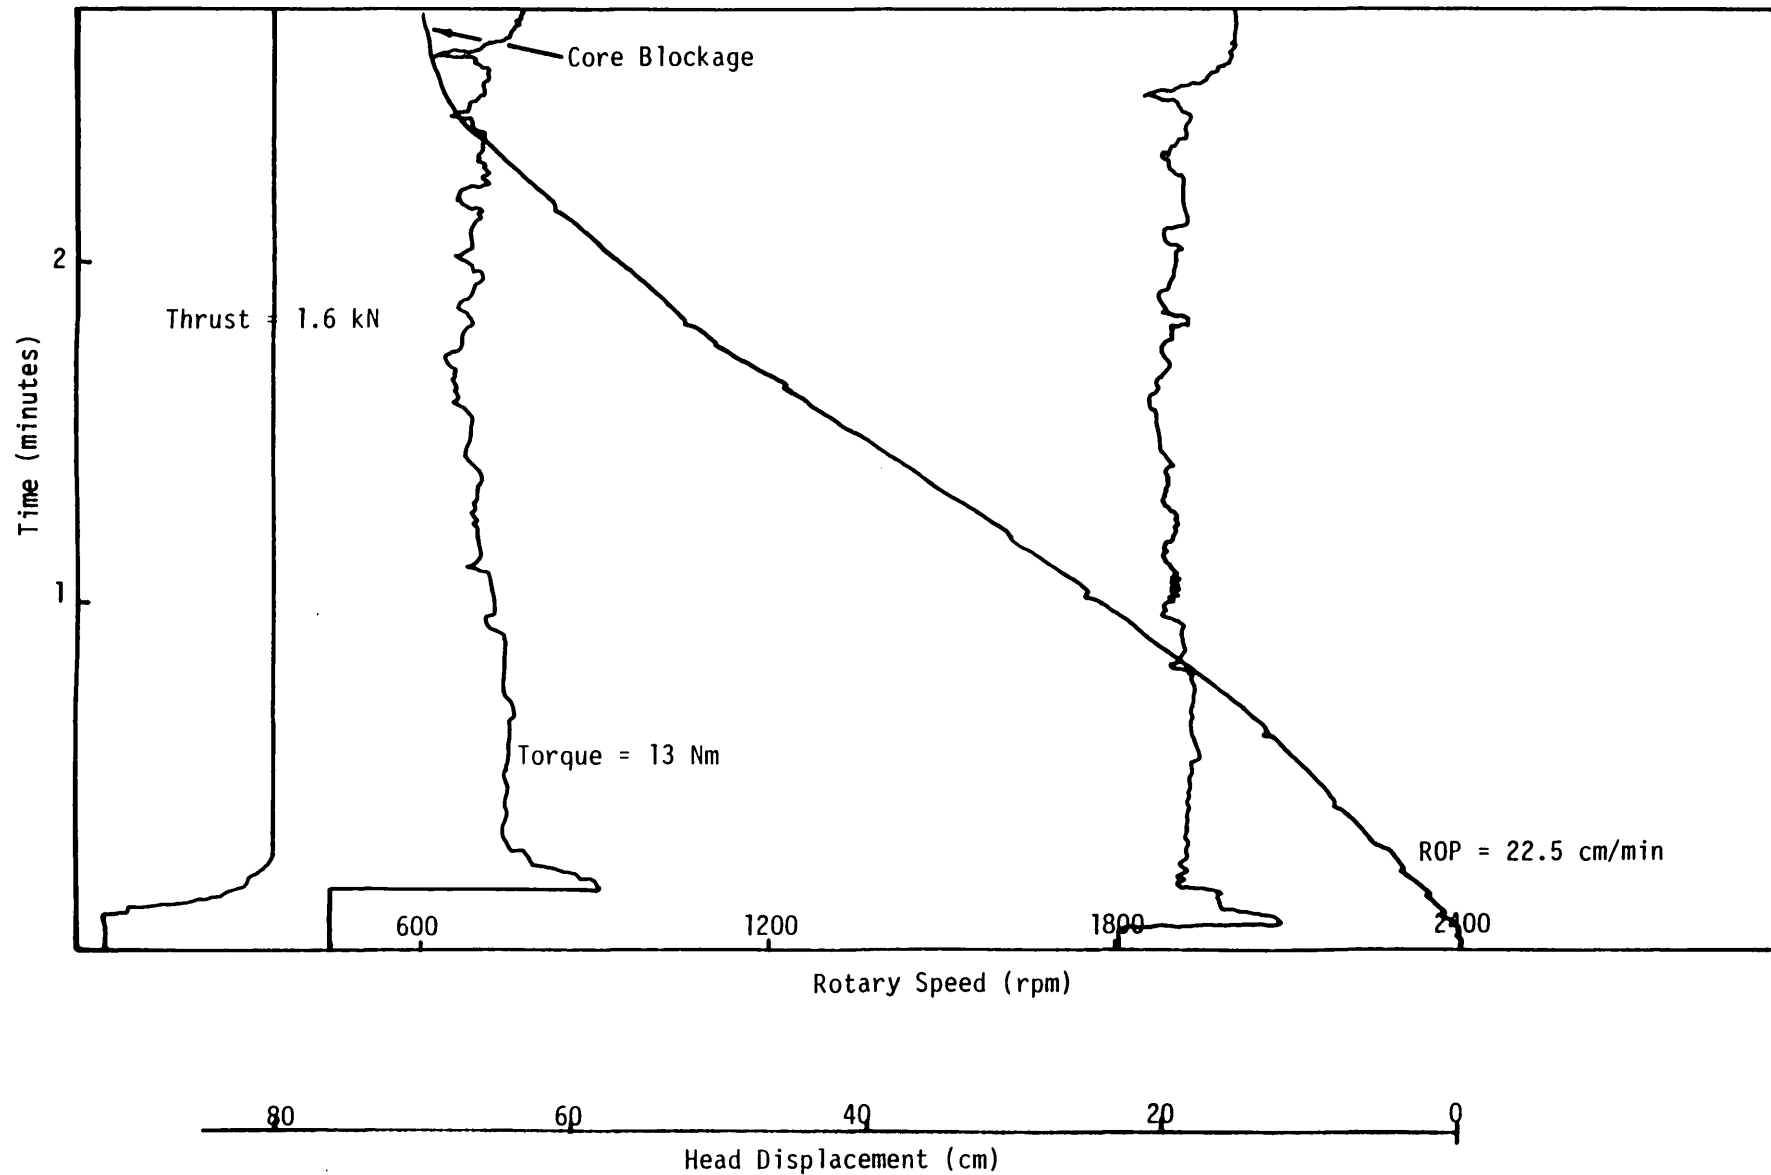 Core Blockage
2
Thrust = 1.6 kN
Time (minutes)
1
Torque = 13 Nm
ROP = 22.5 cm/min
600 1200 1800 2400
Rotary Speed (rpm)
80 60 40 20 0
Head Displacement (cm)